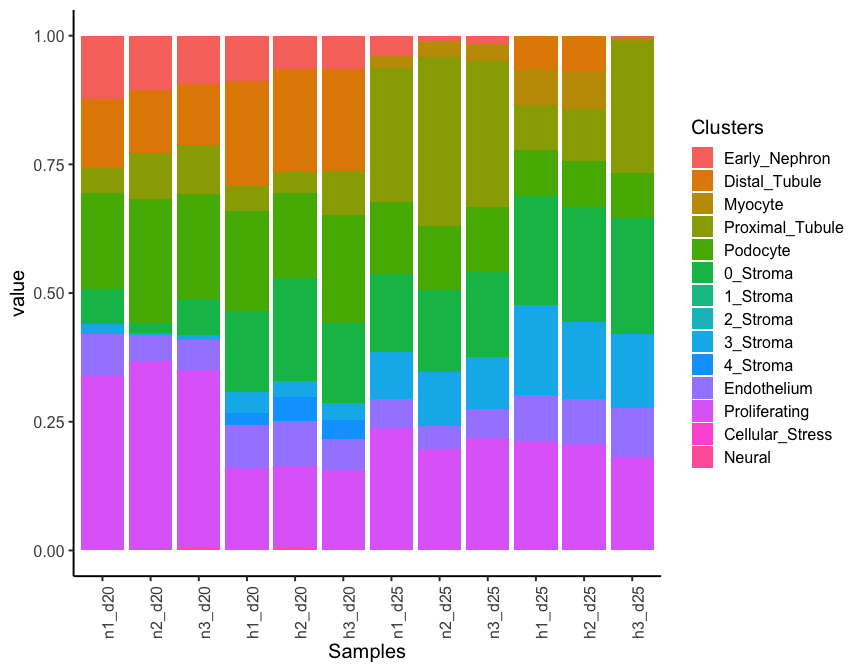 1.00
0.75
0.50
0.25
0.00
value
n1_d20
n2_d20
n3_d20
h1_d20
h2_d20
h3_d20
n1_d25
n2_d25
n3_d25
h1_d25
h2_d25
h3_d25
Samples
Clusters
Early_Nephron
Distal_Tubule
Myocyte
Proximal_Tubule
Podocyte
0_Stroma
1_Stroma
2_Stroma
3_Stroma
4_Stroma
Endothelium
Proliferating
Cellular_Stress
Neural